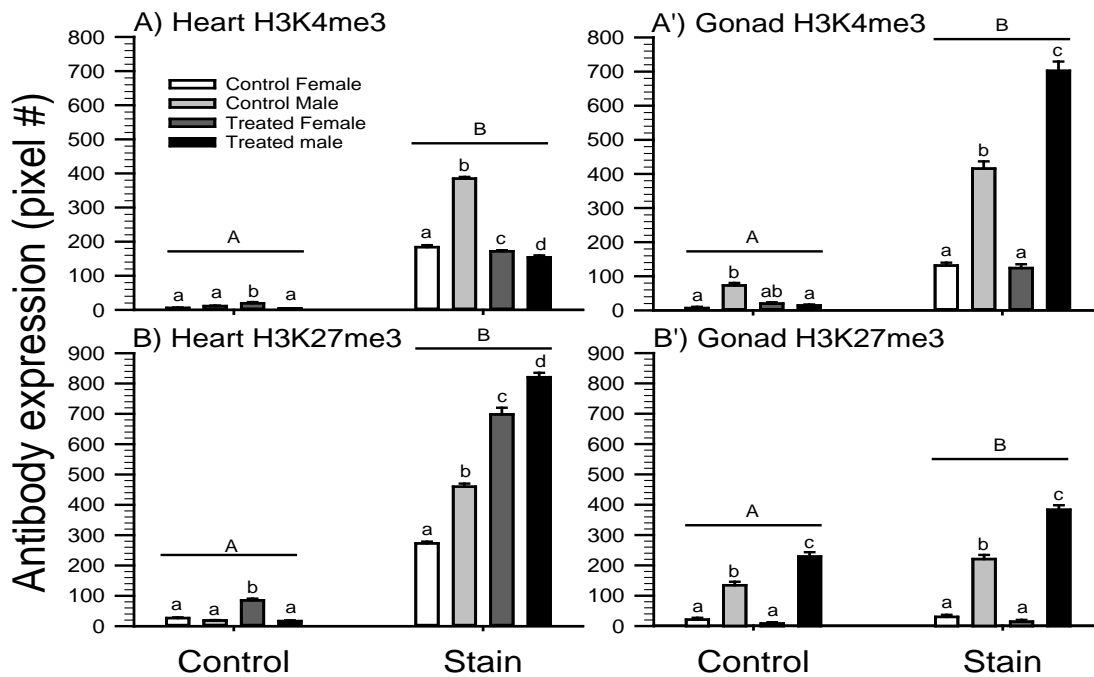 Antibody expression (pixel #)
A) Heart H3K4me3
800
700
600
500
400
300
200
100
0
Control Female
Control Male
Treated Female
Treated male
A
a a b a
B
a b c d
A') Gonad H3K4me3
800
700
600
500
400
300
200
100
0
A
a b ab a
B
a b a c
B) Heart H3K27me3
900
800
700
600
500
400
300
200
100
0
A
a a b a
B
a b c d
Control Stain
B') Gonad H3K27me3
900
800
700
600
500
400
300
200
100
0
A
a b a c
B
a b a c
Control Stain